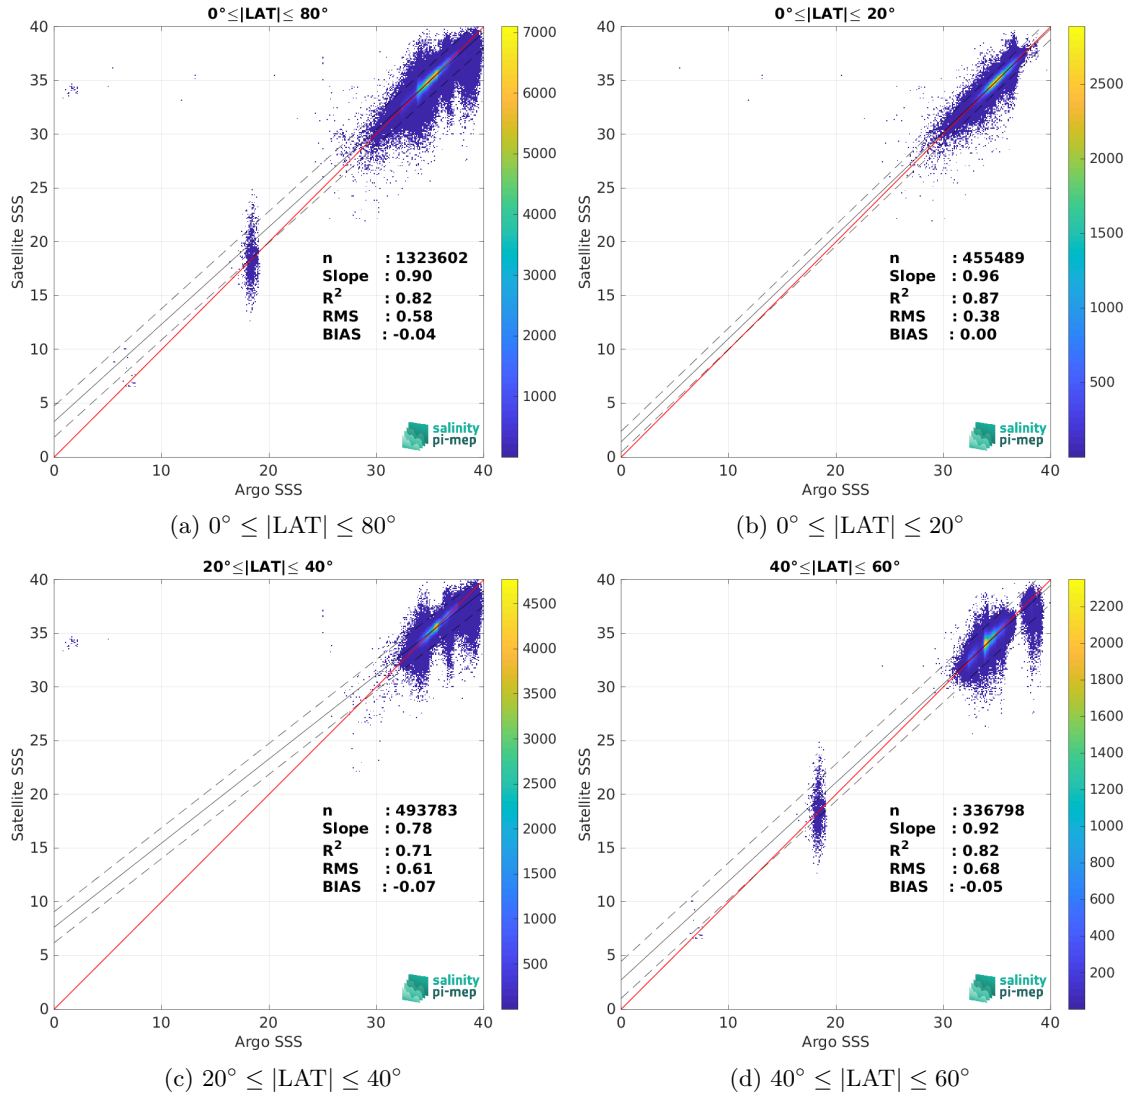 0°≤|LAT|≤ 80°
40
35
30
25
20
15
10
5
0
Satellite SSS
0
10
20
30
40
Argo SSS
n : 1323602
Slope : 0.90
R² : 0.82
RMS : 0.58
BIAS : -0.04
salinity
pi-mep
7000
6000
5000
4000
3000
2000
1000
(a) 0° ≤ |LAT| ≤ 80°
0°≤|LAT|≤ 20°
40
35
30
25
20
15
10
5
0
Satellite SSS
0
10
20
30
40
Argo SSS
n : 455489
Slope : 0.96
R² : 0.87
RMS : 0.38
BIAS : 0.00
salinity
pi-mep
2500
2000
1500
1000
500
(b) 0° ≤ |LAT| ≤ 20°
20°≤|LAT|≤ 40°
40
35
30
25
20
15
10
5
0
Satellite SSS
0
10
20
30
40
Argo SSS
n : 493783
Slope : 0.78
R² : 0.71
RMS : 0.61
BIAS : -0.07
salinity
pi-mep
4500
4000
3500
3000
2500
2000
1500
1000
500
(c) 20° ≤ |LAT| ≤ 40°
40°≤|LAT|≤ 60°
40
35
30
25
20
15
10
5
0
Satellite SSS
0
10
20
30
40
Argo SSS
n : 336798
Slope : 0.92
R² : 0.82
RMS : 0.68
BIAS : -0.05
salinity
pi-mep
2200
2000
1800
1600
1400
1200
1000
800
600
400
200
(d) 40° ≤ |LAT| ≤ 60°